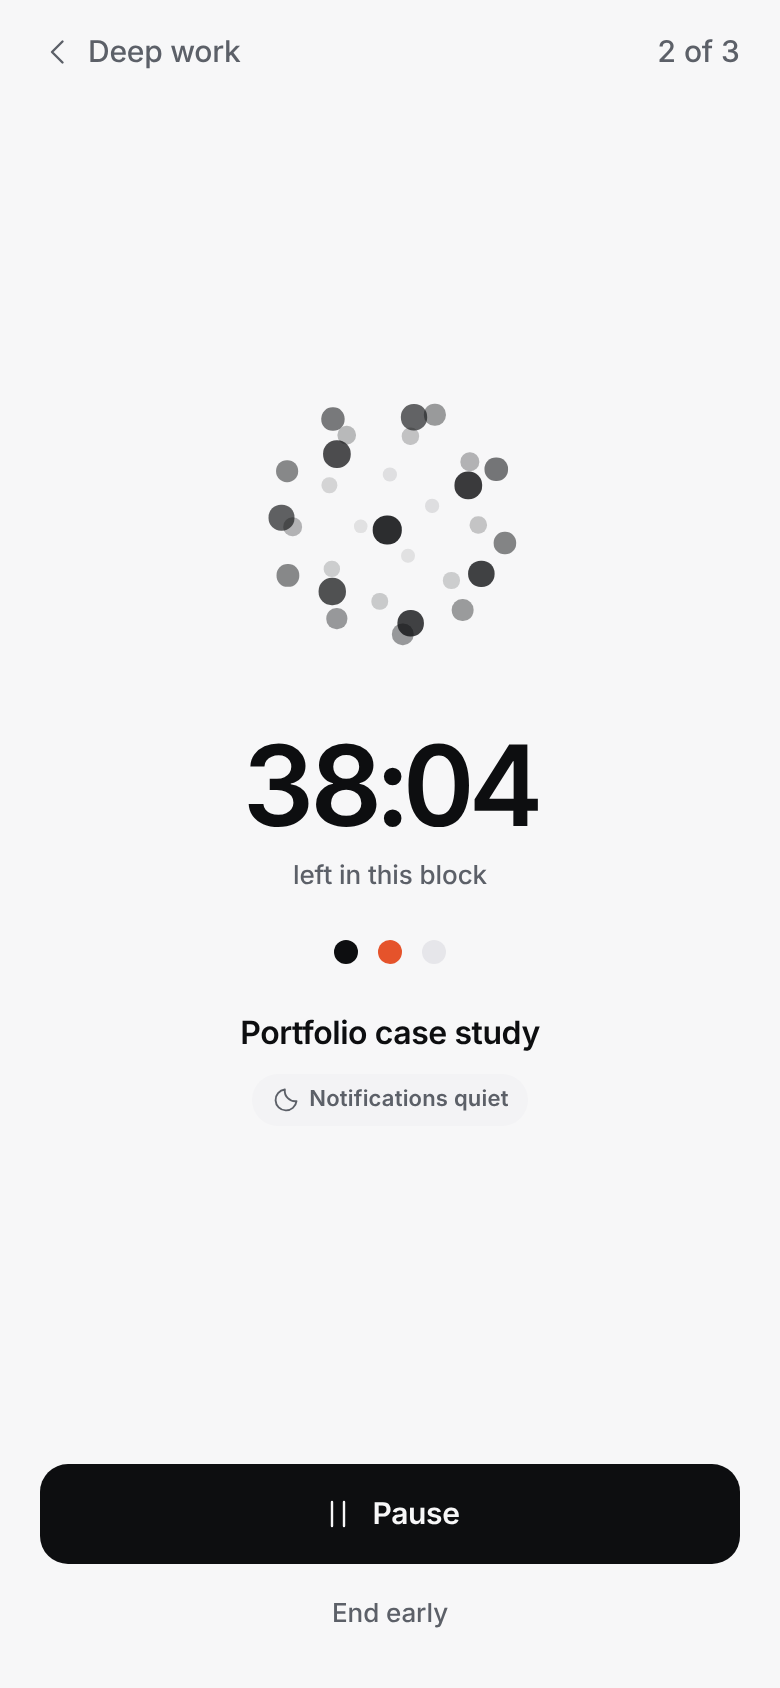 Deep work
2 of 3
38:04
left in this block
Portfolio case study
Notifications quiet
Pause
End early